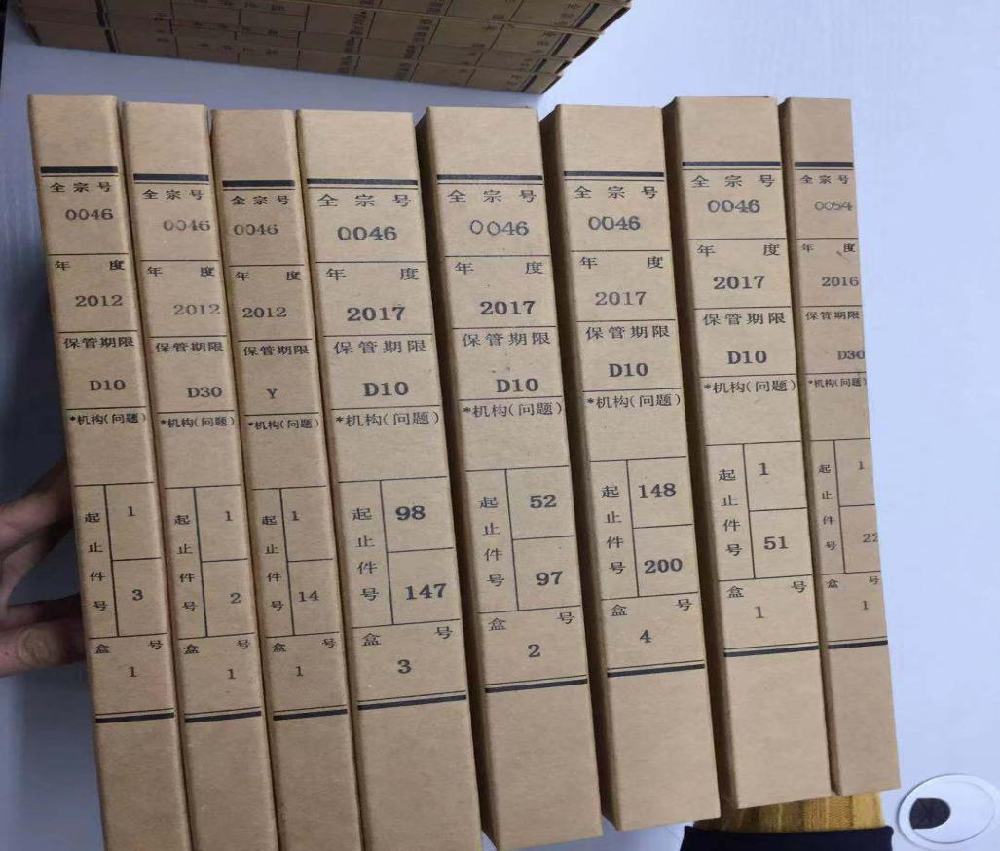 全宗号
0046
年度
2012
保管期限
D10
*机构(问题)
起止件号
1
3
盒号
1
全宗号
0046
年度
2012
保管期限
D30
*机构(问题)
起止件号
1
2
盒号
1
全宗号
0046
年度
2012
保管期限
Y
*机构(问题)
起止件号
1
14
盒号
1
全宗号
0046
年度
2017
保管期限
D10
*机构(问题)
起止件号
98
147
盒号
3
全宗号
0046
年度
2017
保管期限
D10
*机构(问题)
起止件号
52
97
盒号
2
全宗号
0046
年度
2017
保管期限
D10
*机构(问题)
起止件号
148
200
盒号
4
全宗号
0046
年度
2017
保管期限
D10
*机构(问题)
起止件号
1
51
盒号
1
全宗号
0054
年度
2016
保管期限
D30
*机构(问题)
起止件号
1
22
盒号
1